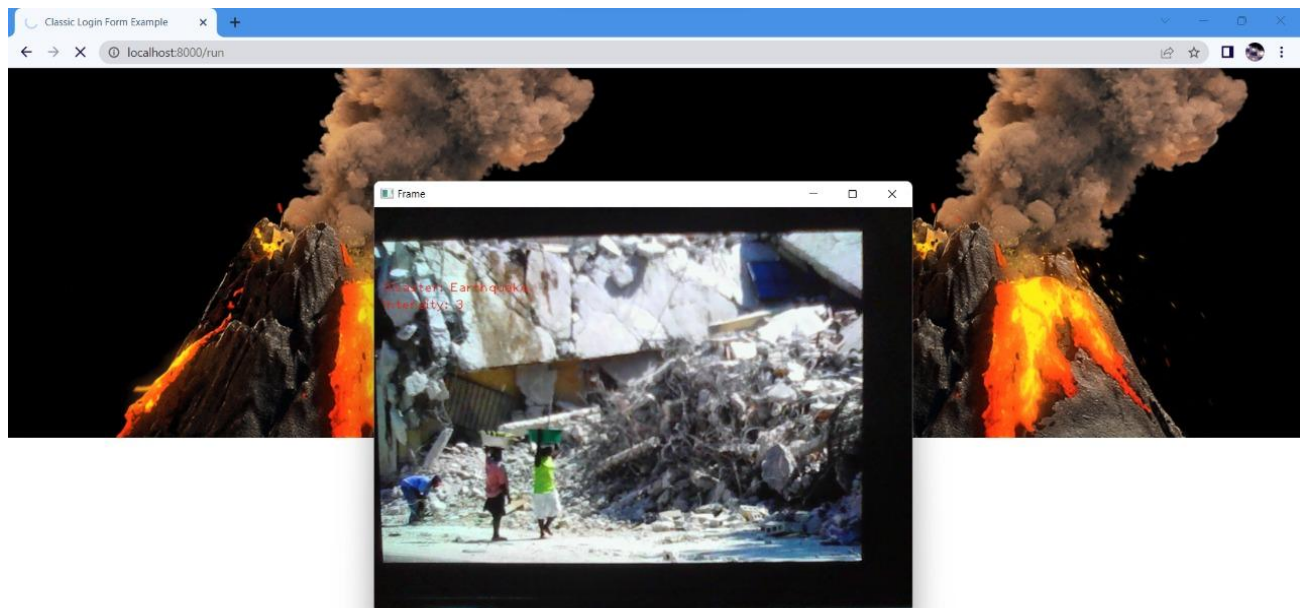 Classic Login Form Example
localhost:8000/run
Frame
Disaster: Earthquake
Intensity: 3